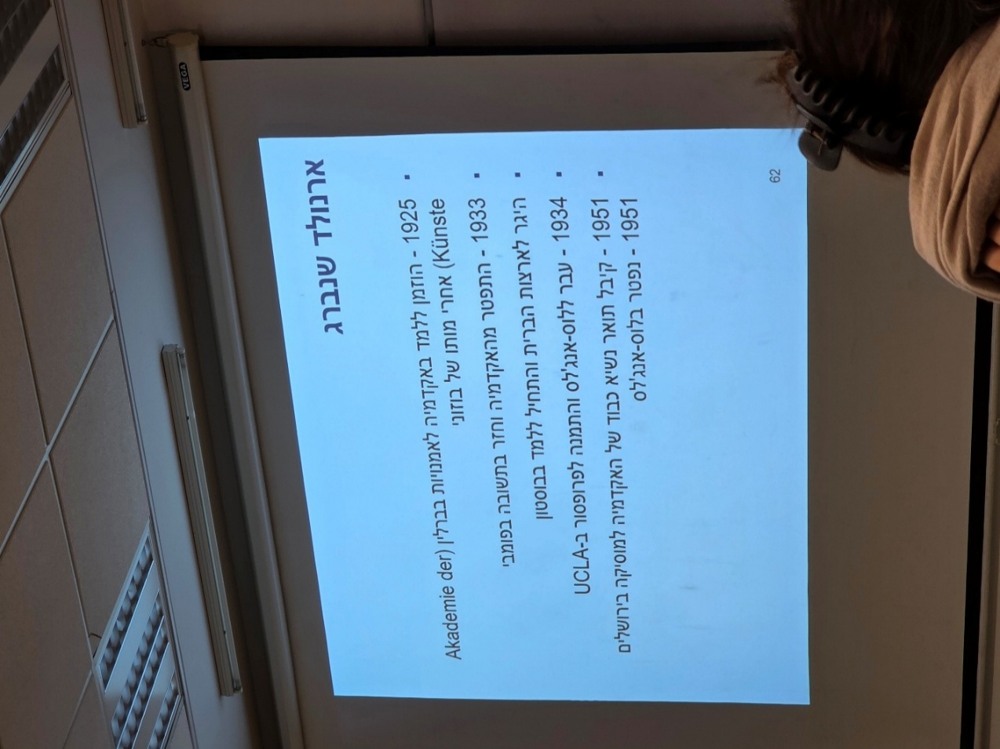 VEGA
ארנולד שנברג
▪ 1925 - הוזמן ללמד באקדמיה לאמנויות בברלין (Akademie der
Künste) אחרי מותו של בוזוני
▪ 1933 - התפטר מהאקדמיה וחזר בתשובה בפומבי
▪ היגר לארצות הברית והתחיל ללמד בבוסטון
▪ 1934 - עבר ללוס-אנג'לס והתמנה לפרופסור ב-UCLA
▪ 1951 - קיבל תואר נשיא כבוד של האקדמיה למוסיקה בירושלים
1951 - נפטר בלוס-אנג'לס
62